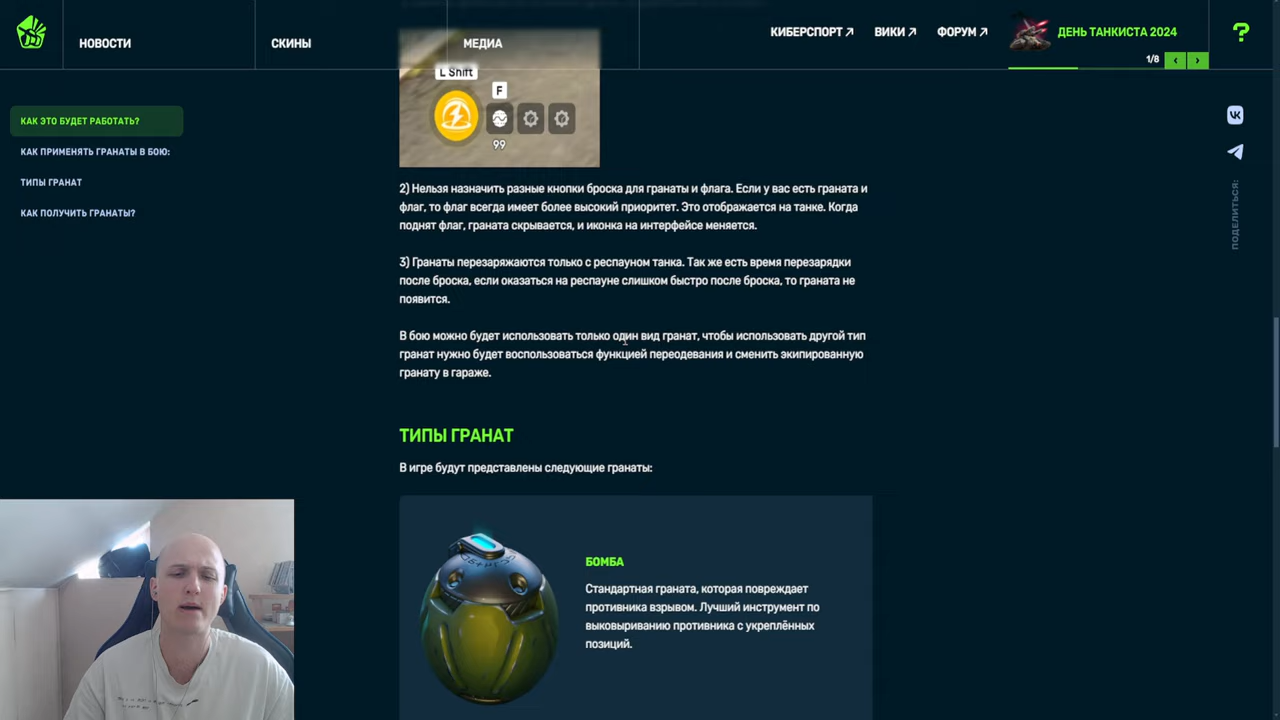 НОВОСТИ
СКИНЫ
МЕДИА
КИБЕРСПОРТ
ВИКИ
ФОРУМ
ДЕНЬ ТАНКИСТА 2024
?
1/8
КАК ЭТО БУДЕТ РАБОТАТЬ?
КАК ПРИМЕНЯТЬ ГРАНАТЫ В БОЮ:
ТИПЫ ГРАНАТ
КАК ПОЛУЧИТЬ ГРАНАТЫ?
L Shift
F
99
2) Нельзя назначить разные кнопки броска для гранаты и флага. Если у вас есть граната и
флаг, то флаг всегда имеет более высокий приоритет. Это отображается на танке. Когда
поднят флаг, граната скрывается, и иконка на интерфейсе меняется.
3) Гранаты перезаряжаются только с респауном танка. Так же есть время перезарядки
после броска, если оказаться на респауне слишком быстро после броска, то граната не
появится.
В бою можно будет использовать только один вид гранат, чтобы использовать другой тип
гранат нужно будет воспользоваться функцией переодевания и сменить экипированную
гранату в гараже.
ТИПЫ ГРАНАТ
В игре будут представлены следующие гранаты:
БОМБА
Стандартная граната, которая повреждает
противника взрывом. Лучший инструмент по
выковыриванию противника с укреплённых
позиций.
ПОДЕЛИТЬСЯ: